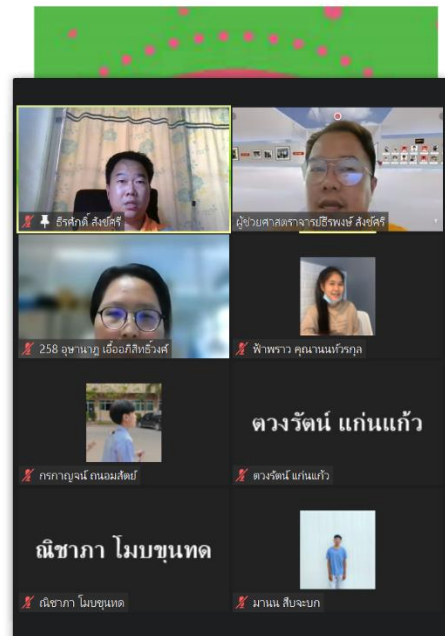 ธีรศักดิ์ สังข์ศรี
ผู้ช่วยศาสตราจารย์ธีรพงษ์ สังข์ศรี
258 อุษานาฎ เอื้ออภิสิทธิ์วงศ์
ฟ้าพราว คุณานนท์วรกุล
กรกาญจน์ ถนอมสัตย์
ดวงรัตน์ แก่นแก้ว
ดวงรัตน์ แก่นแก้ว
ณิชาภา โมบขุนทด
ณิชาภา โมบขุนทด
มานน สืบจะบก